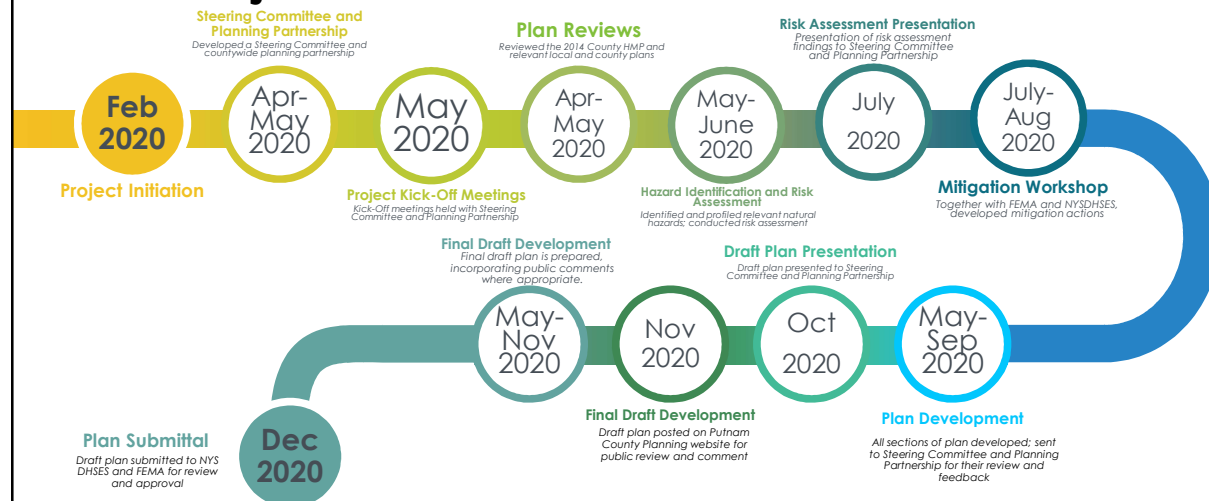 Steering Committee and
Planning Partnership
Developed a Steering Committee and
countywide planning partnership
Plan Reviews
Reviewed the 2014 County HMP and
relevant local and county plans
Risk Assessment Presentation
Presentation of risk assessment
findings to Steering Committee
and Planning Partnership
Feb
2020
Apr-
May
2020
May
2020
Apr-
May
2020
May-
June
2020
July
2020
July-
Aug
2020
Project Initiation
Project Kick-Off Meetings
Kick-Off meetings held with Steering
Committee and Planning Partnership
Hazard Identification and Risk
Assessment
Identified and profiled relevant natural
hazards; conducted risk assessment
Mitigation Workshop
Together with FEMA and NYSDHSES,
developed mitigation actions
Final Draft Development
Final draft plan is prepared,
incorporating public comments
where appropriate.
Draft Plan Presentation
Draft plan presented to Steering
Committee and Planning Partnership
May-
Nov
2020
Nov
2020
Oct
2020
May-
Sep
2020
Final Draft Development
Draft plan posted on Putnam
County Planning website for
public review and comment
Plan Development
All sections of plan developed; sent
to Steering Committee and Planning
Partnership for their review and
feedback
Plan Submittal
Draft plan submitted to NYS
DHSES and FEMA for review
and approval
Dec
2020